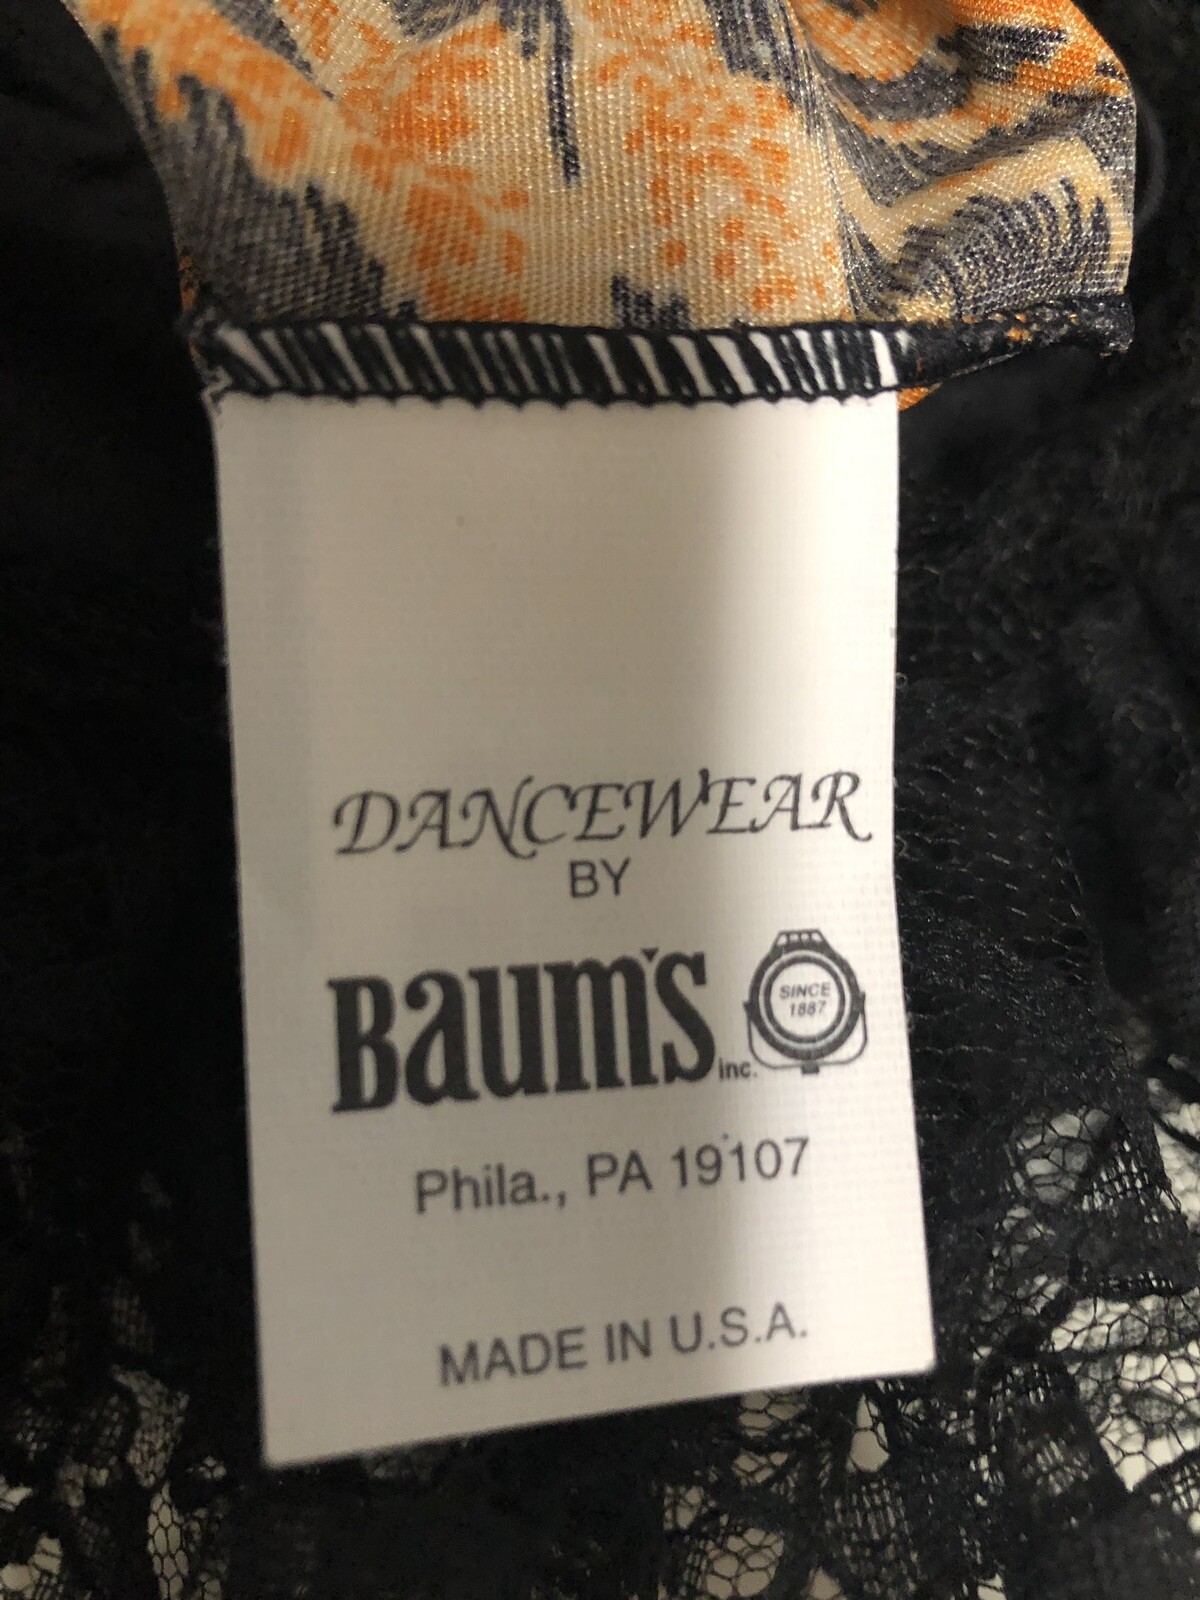 DANCEWEAR
BY
Baum's inc.
SINCE
1887
Phila., PA 19107
MADE IN U.S.A.